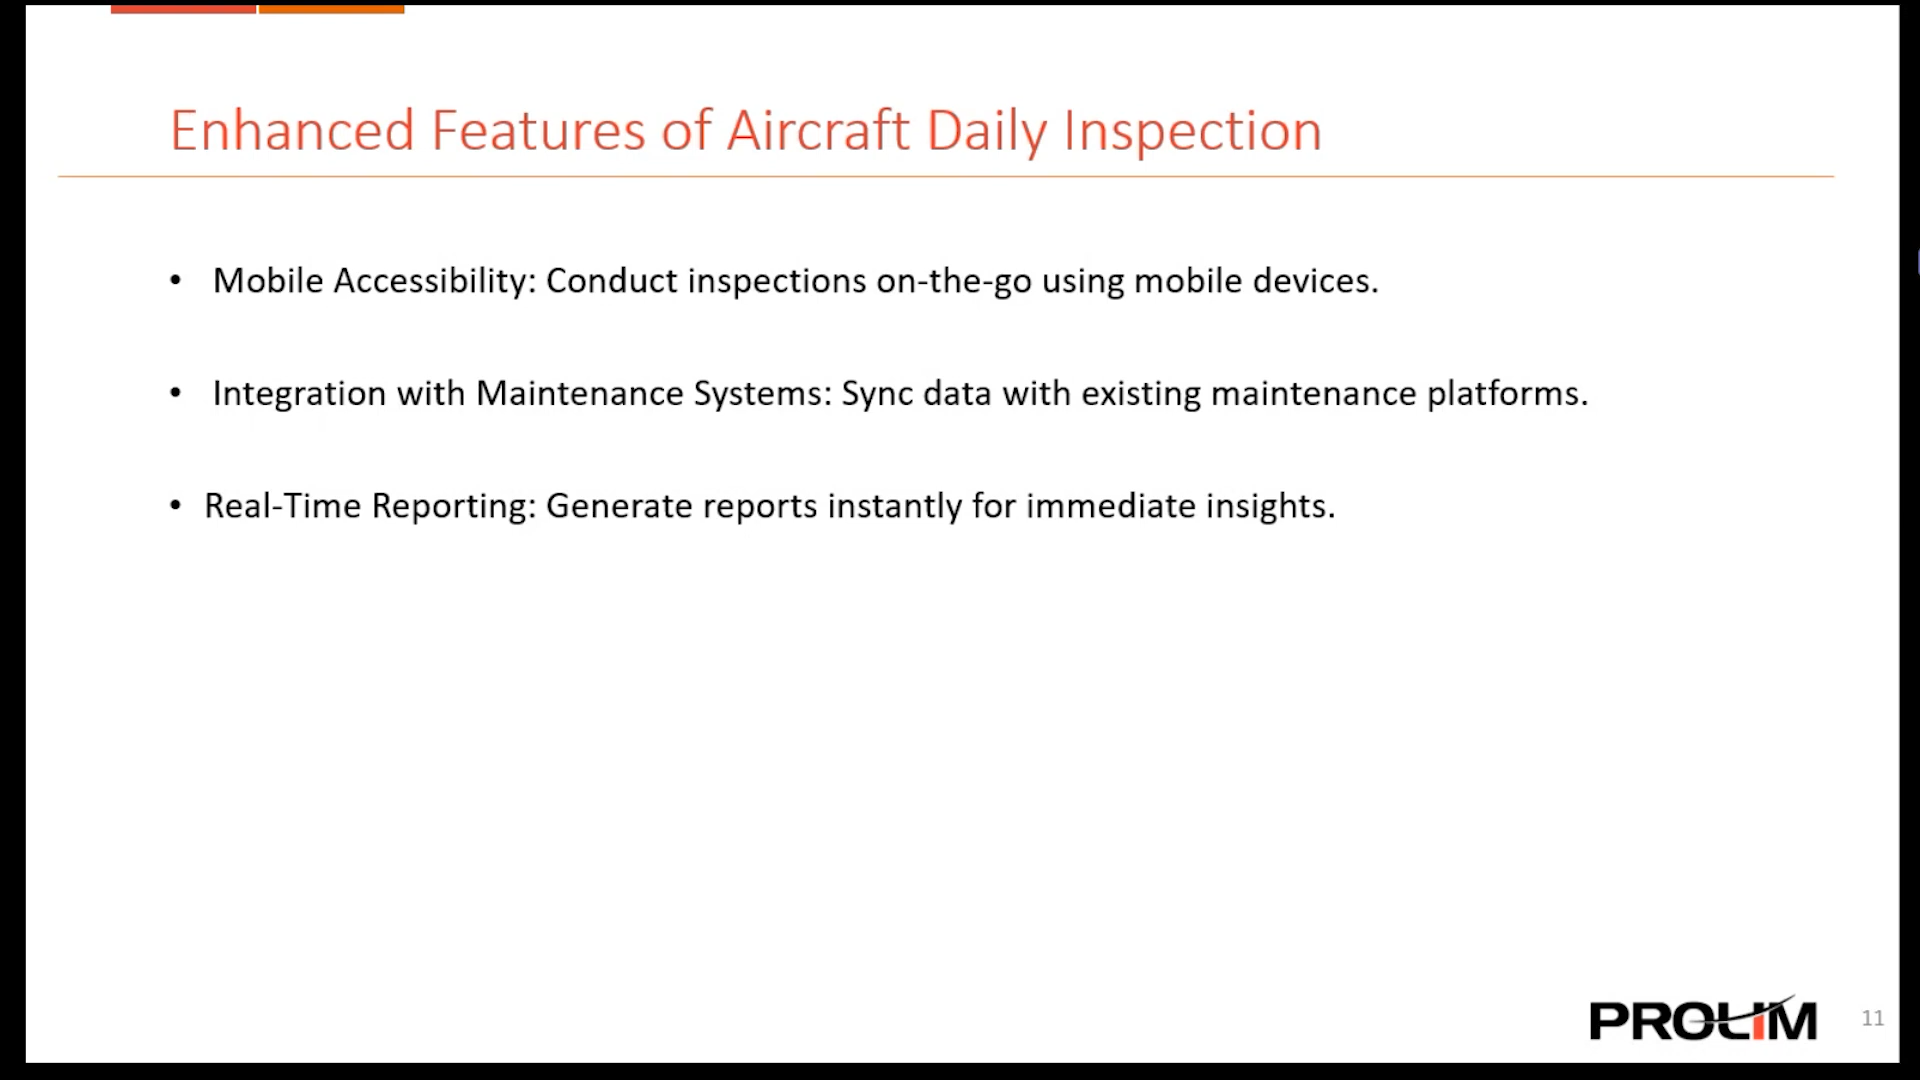 Enhanced Features of Aircraft Daily Inspection
• Mobile Accessibility: Conduct inspections on-the-go using mobile devices.
• Integration with Maintenance Systems: Sync data with existing maintenance platforms.
• Real-Time Reporting: Generate reports instantly for immediate insights.
PROLIM
11